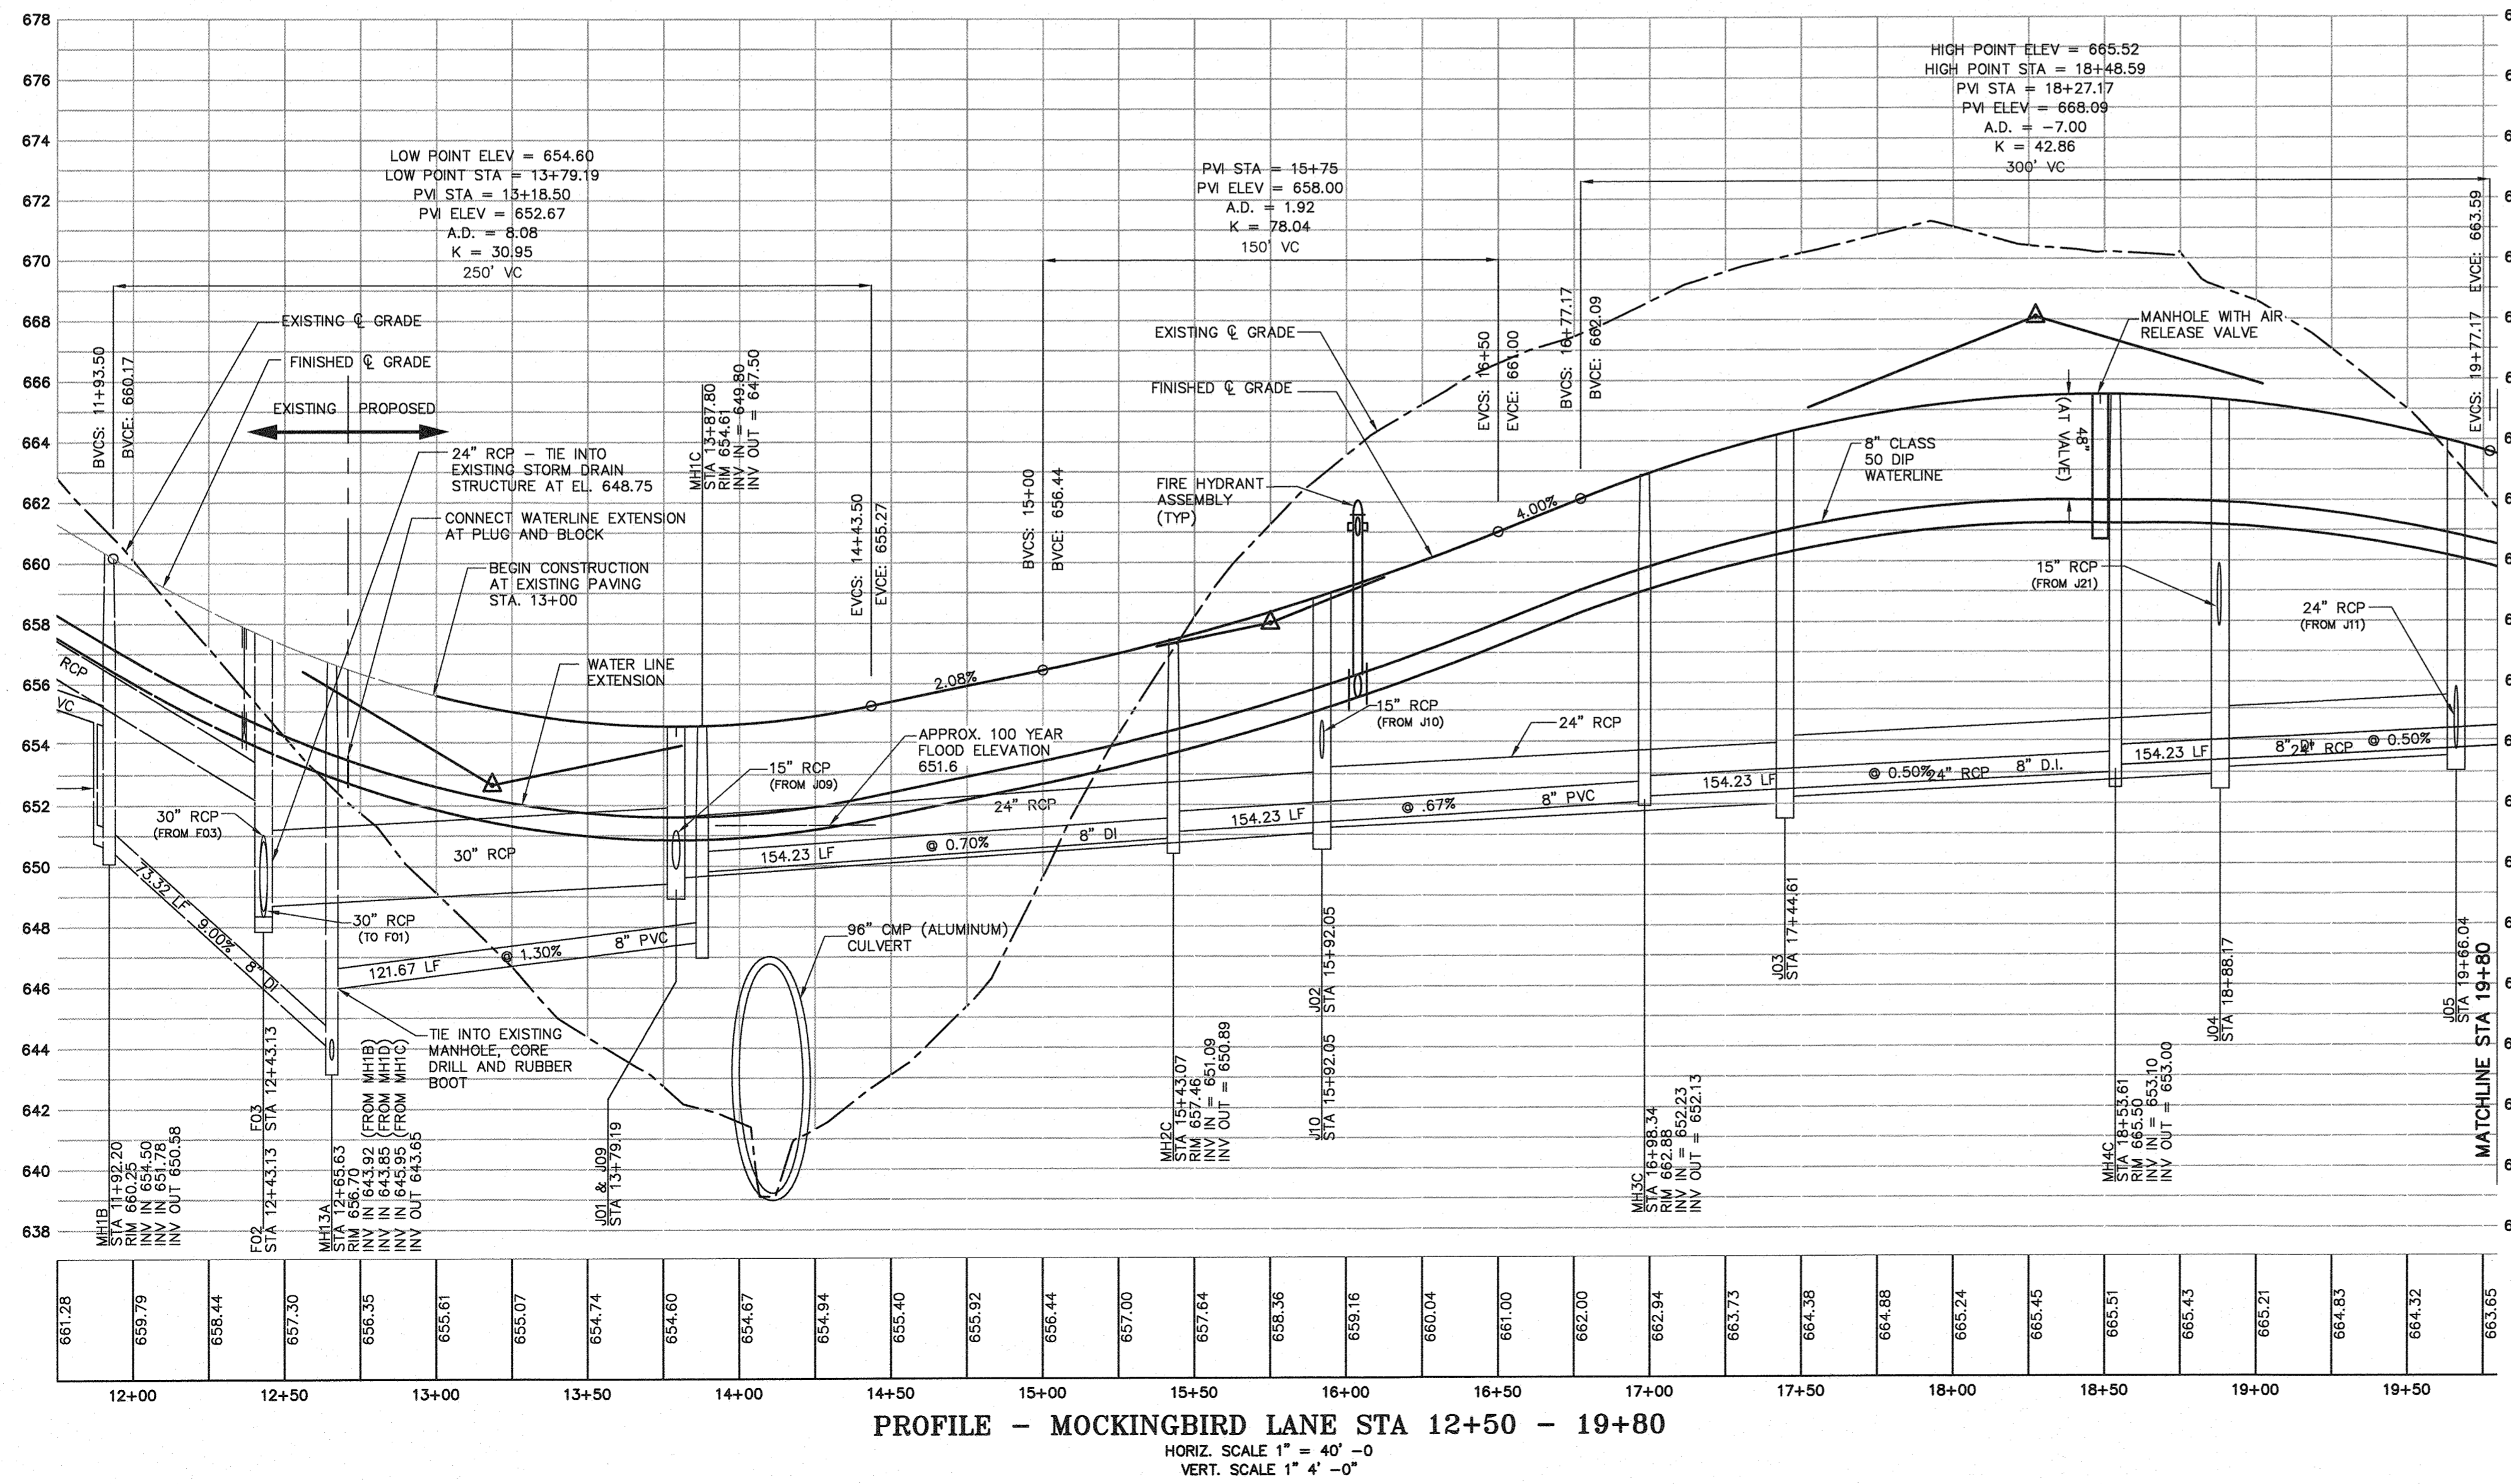 678
676
674
672
670
668
666
664
662
660
658
656
654
652
650
648
646
644
642
640
638
LOW POINT ELEV = 654.60
LOW POINT STA = 13+79.19
PVI STA = 13+18.50
PVI ELEV = 652.67
A.D. = 8.08
K = 30.95
250' VC
PVI STA = 15+75
PVI ELEV = 658.00
A.D. = 1.92
K = 78.04
150' VC
HIGH POINT ELEV = 665.52
HIGH POINT STA = 18+48.59
PVI STA = 18+27.17
PVI ELEV = 668.09
A.D. = -7.00
K = 42.86
300' VC
BVCS: 11+93.50
BVCE: 660.17
EXISTING ℄ GRADE
FINISHED ℄ GRADE
EXISTING
PROPOSED
24" RCP - TIE INTO
EXISTING STORM DRAIN
STRUCTURE AT EL. 648.75
CONNECT WATERLINE EXTENSION
AT PLUG AND BLOCK
BEGIN CONSTRUCTION
AT EXISTING PAVING
STA. 13+00
WATER LINE
EXTENSION
MH1C
STA 13+87.80
RIM 654.61
INV IN = 649.80
INV OUT = 647.50
EVCS: 14+43.50
EVCE: 655.27
BVCS: 15+00
BVCE: 656.44
2.08%
EXISTING ℄ GRADE
FINISHED ℄ GRADE
FIRE HYDRANT
ASSEMBLY
(TYP)
EVCS: 16+50
EVCE: 661.00
BVCS: 16+77.17
BVCE: 662.09
4.00%
8" CLASS
50 DIP
WATERLINE
48"
(AT VALVE)
MANHOLE WITH AIR
RELEASE VALVE
EVCS: 19+77.17
EVCE: 663.59
15" RCP
(FROM J21)
24" RCP
(FROM J11)
RCP
VC
30" RCP
(FROM F03)
30" RCP
(TO F01)
30" RCP
73.32 LF
9.00%
8" DI
121.67 LF
@ 1.30%
8" PVC
TIE INTO EXISTING
MANHOLE, CORE
DRILL AND RUBBER
BOOT
15" RCP
(FROM J09)
APPROX. 100 YEAR
FLOOD ELEVATION
651.6
24" RCP
154.23 LF
@ 0.70%
8" DI
96" CMP (ALUMINUM)
CULVERT
15" RCP
(FROM J10)
24" RCP
154.23 LF
@ .67%
8" PVC
154.23 LF
@ 0.50%
24" RCP
8" D.I.
154.23 LF
8" DI
24" RCP
@ 0.50%
MH1B
STA 11+92.20
RIM 660.25
INV IN 654.50
INV IN 651.78
INV OUT 650.58
F02
STA 12+43.13
F03
STA 12+43.13
MH13A
STA 12+65.63
RIM 656.70
INV IN 643.92 (FROM MH1B)
INV IN 643.85 (FROM MH1D)
INV IN 645.95 (FROM MH1C)
INV OUT 643.65
J01 & J09
STA 13+79.19
MH2C
STA 15+43.07
RIM 657.46
INV IN = 651.09
INV OUT = 650.89
J02
STA 15+92.05
J10
STA 15+92.05
MH3C
STA 16+98.34
RIM 662.88
INV IN = 652.23
INV OUT = 652.13
J03
STA 17+44.61
MH4C
STA 18+53.61
RIM 665.50
INV IN = 653.10
INV OUT = 653.00
J04
STA 18+88.17
J05
STA 19+66.04
MATCHLINE STA 19+80
661.28
659.79
658.44
657.30
656.35
655.61
655.07
654.74
654.60
654.67
654.94
655.40
655.92
656.44
657.00
657.64
658.36
659.16
660.04
661.00
662.00
662.94
663.73
664.38
664.88
665.24
665.45
665.51
665.43
665.21
664.83
664.32
663.65
12+00
12+50
13+00
13+50
14+00
14+50
15+00
15+50
16+00
16+50
17+00
17+50
18+00
18+50
19+00
19+50
PROFILE - MOCKINGBIRD LANE STA 12+50 - 19+80
HORIZ. SCALE 1" = 40' -0
VERT. SCALE 1" 4' -0"